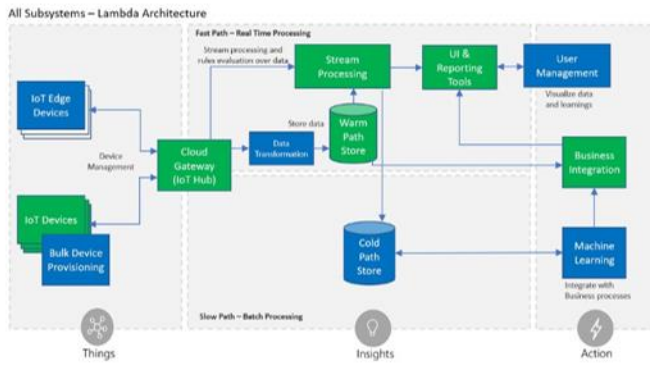 All Subsystems – Lambda Architecture
Fast Path – Real Time Processing
Stream processing and
rules evaluation over data
Stream
Processing
UI &
Reporting
Tools
User
Management
Visualize data
and learnings
IoT Edge
Devices
Device
Management
Cloud
Gateway
(IoT Hub)
Store data
Data
Transformation
Warm
Path
Store
Business
Integration
IoT Devices
Bulk Device
Provisioning
Cold
Path
Store
Machine
Learning
Integrate with
Business processes
Slow Path – Batch Processing
Things
Insights
Action